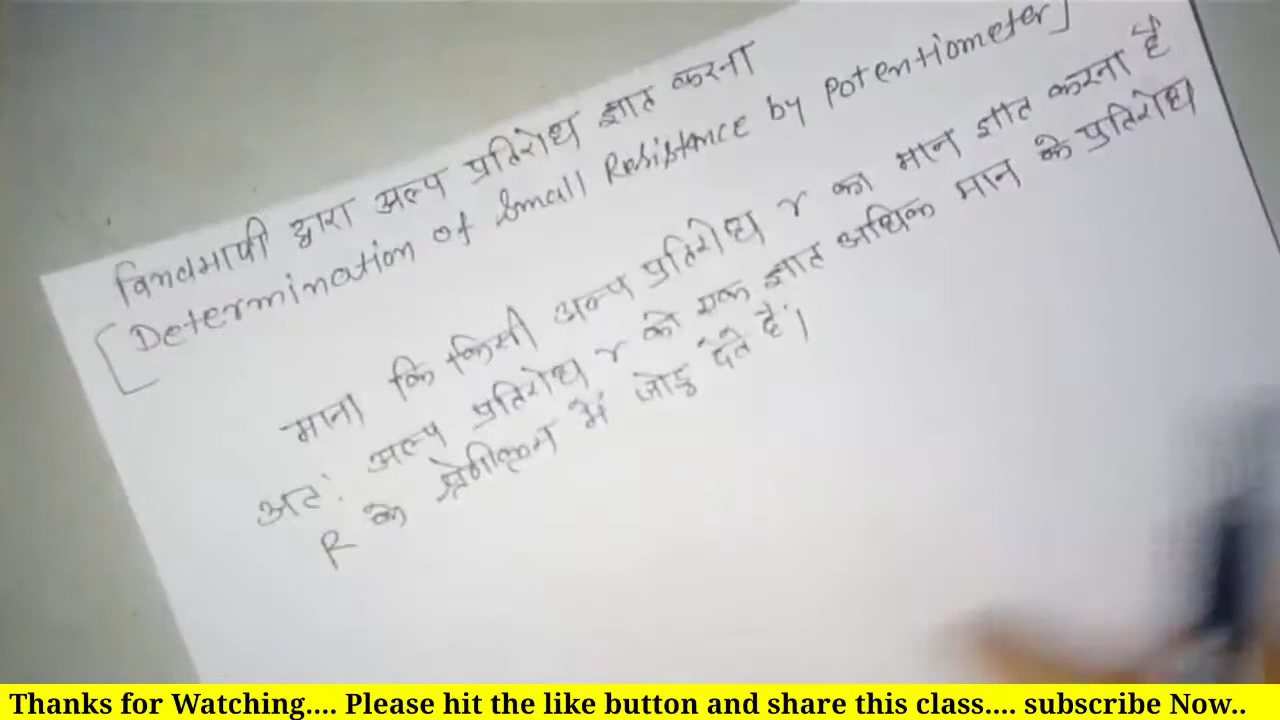 विभवमापी द्वारा अल्प प्रतिरोध ज्ञात करना
[Determination of Small Resistance by Potentiometer]
माना कि किसी अल्प प्रतिरोध r का मान ज्ञात करना है
अतः अल्प प्रतिरोध r को एक ज्ञात अधिक मान के प्रतिरोध
R के श्रेणीक्रम में जोड़ देते हैं।
Thanks for Watching.... Please hit the like button and share this class.... subscribe Now..